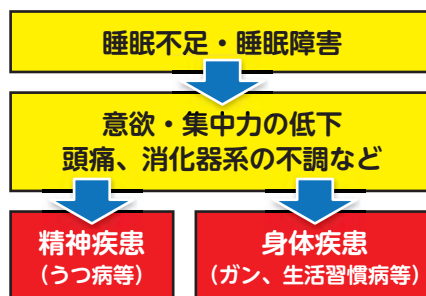 睡眠不足・睡眠障害
意欲・集中力の低下
頭痛、消化器系の不調など
精神疾患
（うつ病等）
身体疾患
（ガン、生活習慣病等）